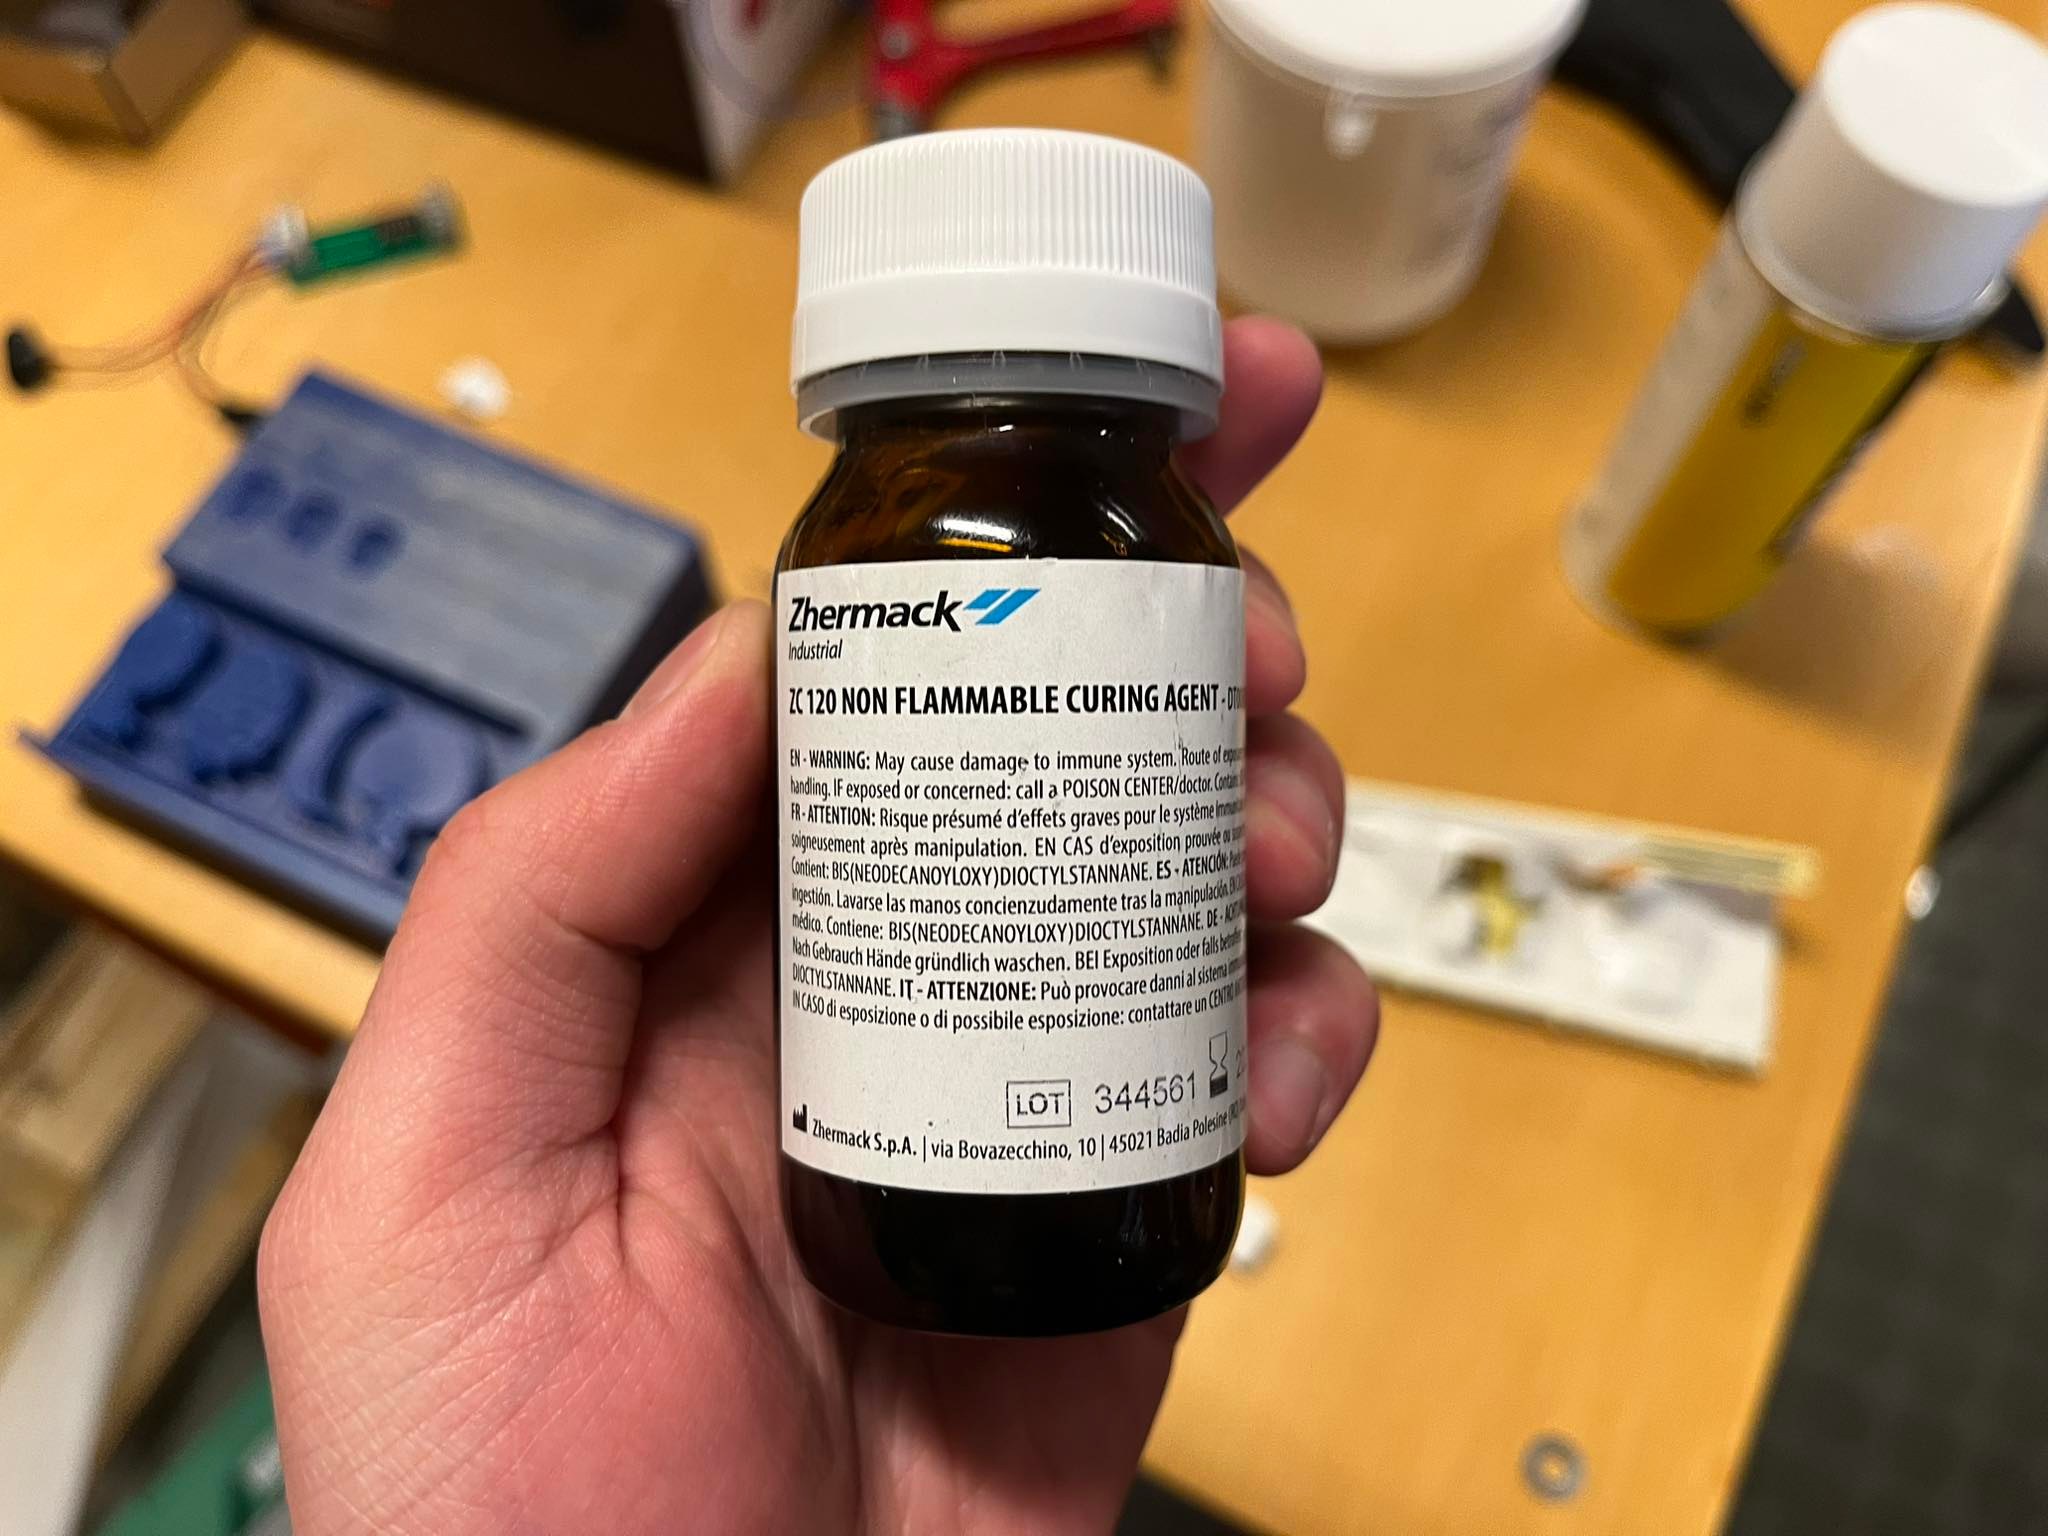 Zhermack
Industrial
ZC 120 NON FLAMMABLE CURING AGENT -
EN - WARNING: May cause damage to immune system. Route of
handling. IF exposed or concerned: call a POISON CENTER/doctor.
FR - ATTENTION: Risque présumé d'effets graves pour le système
soigneusement après manipulation. EN CAS d'exposition prouvée ou
Contient: BIS(NEODECANOYLOXY)DIOCTYLSTANNANE. ES - ATENCIÓN:
ingestión. Lavarse las manos concienzudamente tras la manipulación.
médico. Contiene: BIS(NEODECANOYLOXY)DIOCTYLSTANNANE. DE -
Nach Gebrauch Hände gründlich waschen. BEI Exposition oder falls
DIOCTYLSTANNANE. IT - ATTENZIONE: Può provocare danni al sistema
IN CASO di esposizione o di possibile esposizione: contattare un CENTRO
LOT 344561
Zhermack S.p.A. | via Bovazecchino, 10 | 45021 Badia Polesine